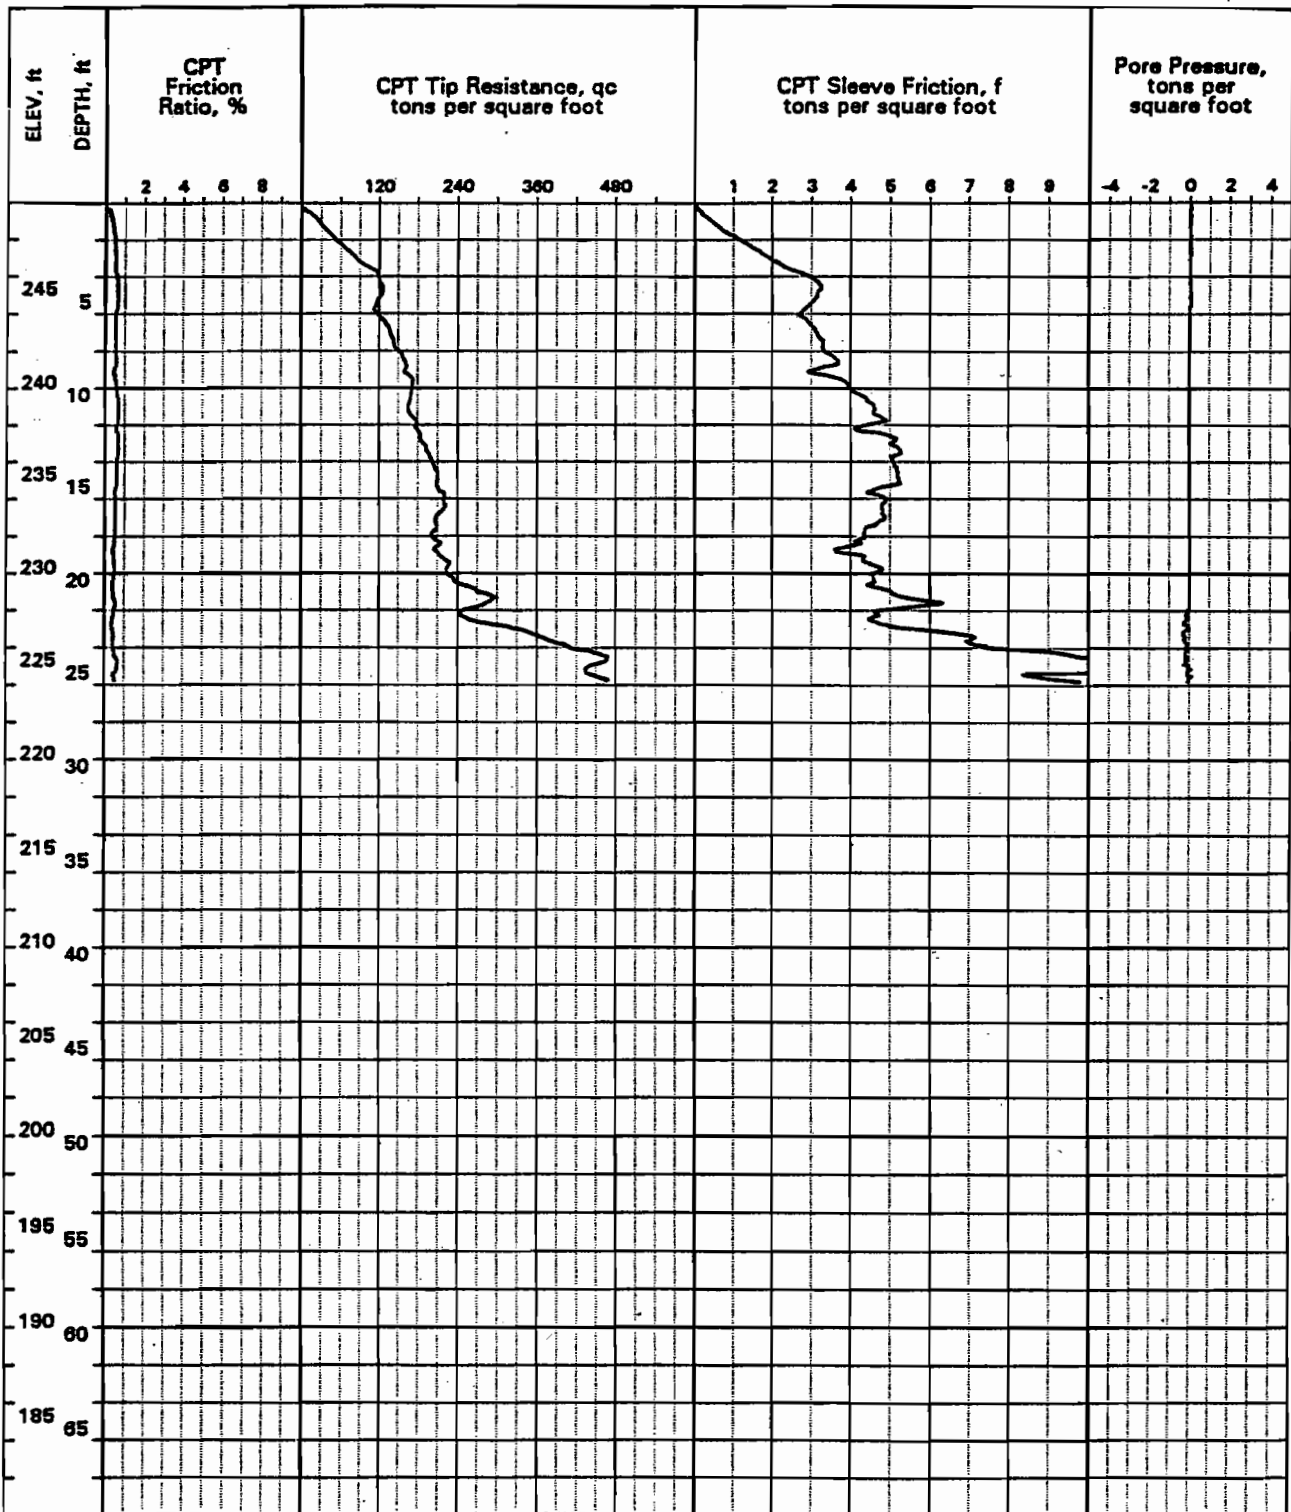 ELEV, ft
DEPTH, ft
CPT
Friction
Ratio, %
CPT Tip Resistance, qc
tons per square foot
CPT Sleeve Friction, f
tons per square foot
Pore Pressure,
tons per
square foot
2 4 6 8
120 240 360 480
1 2 3 4 5 6 7 8 9
-4 -2 0 2 4
245 5
240 10
235 15
230 20
225 25
220 30
215 35
210 40
205 45
200 50
195 55
190 60
185 65